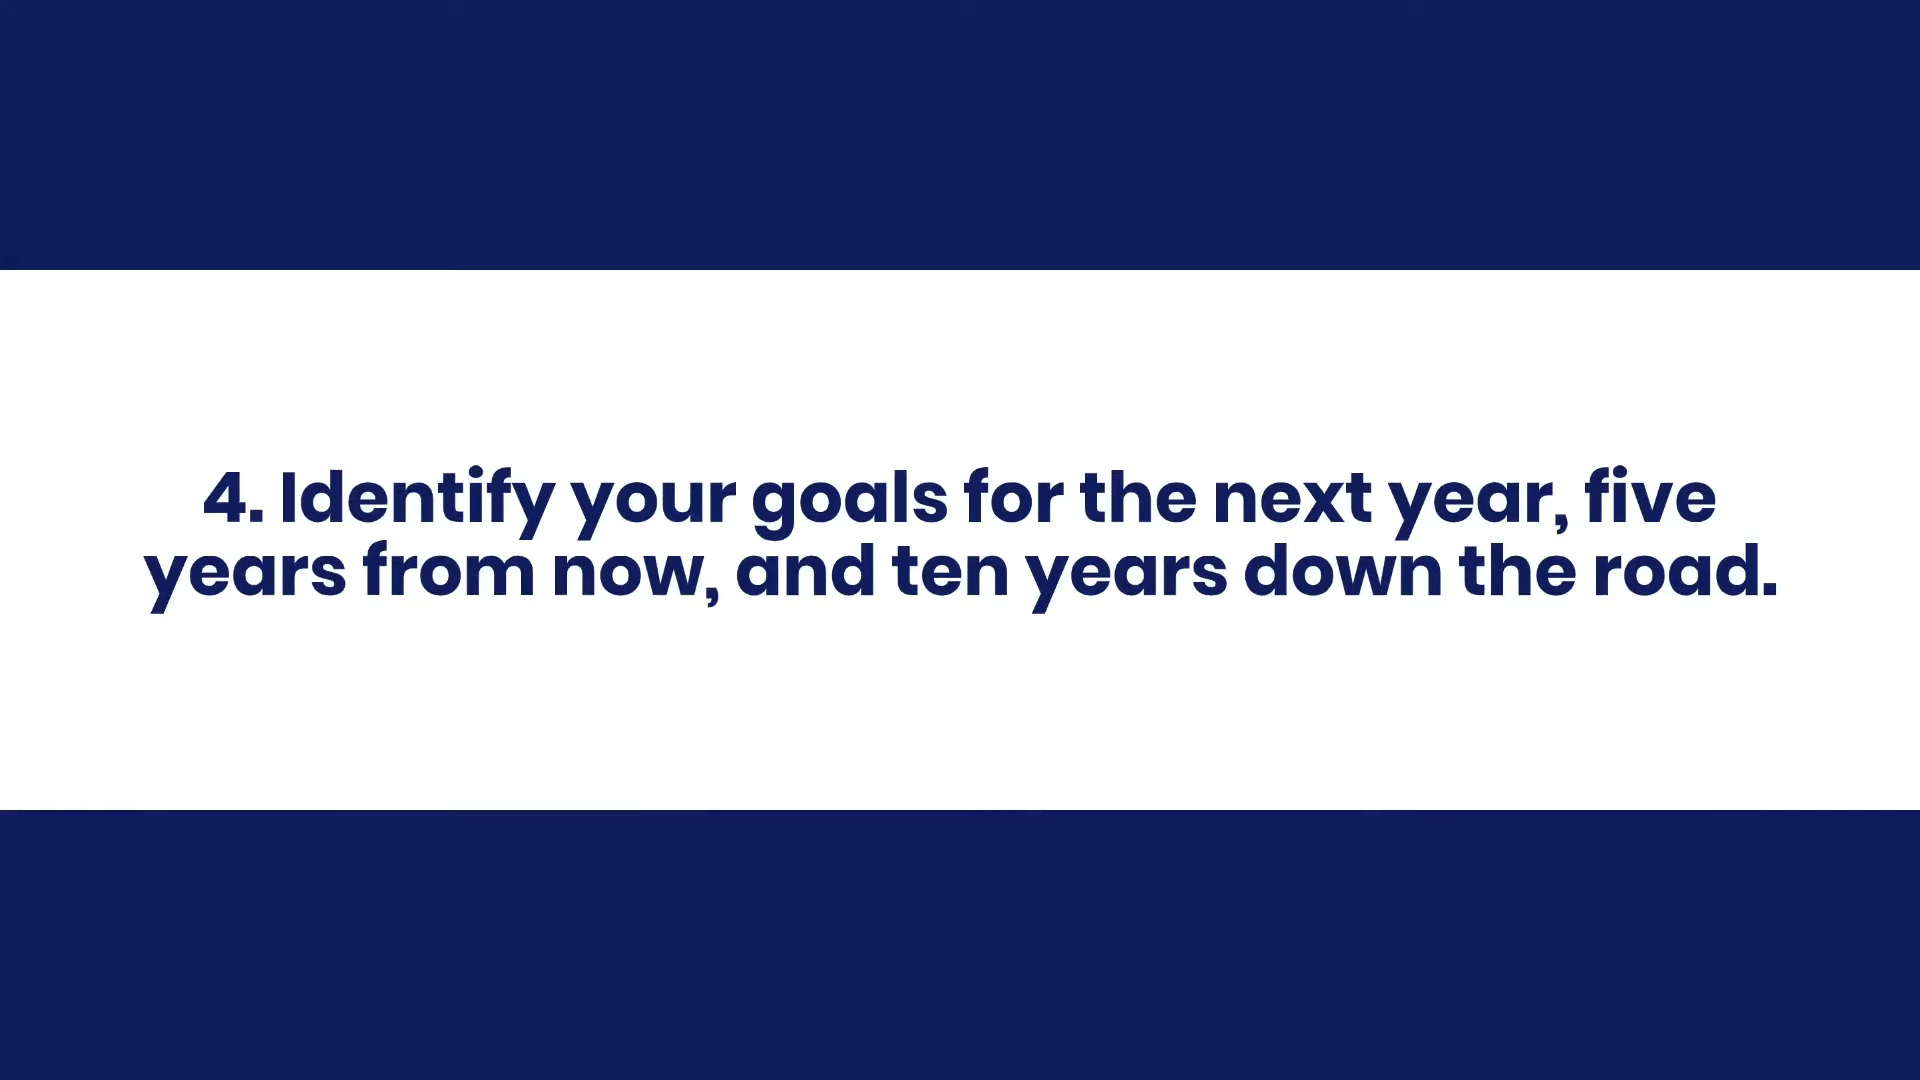 4. Identify your goals for the next year, five
years from now, and ten years down the road.